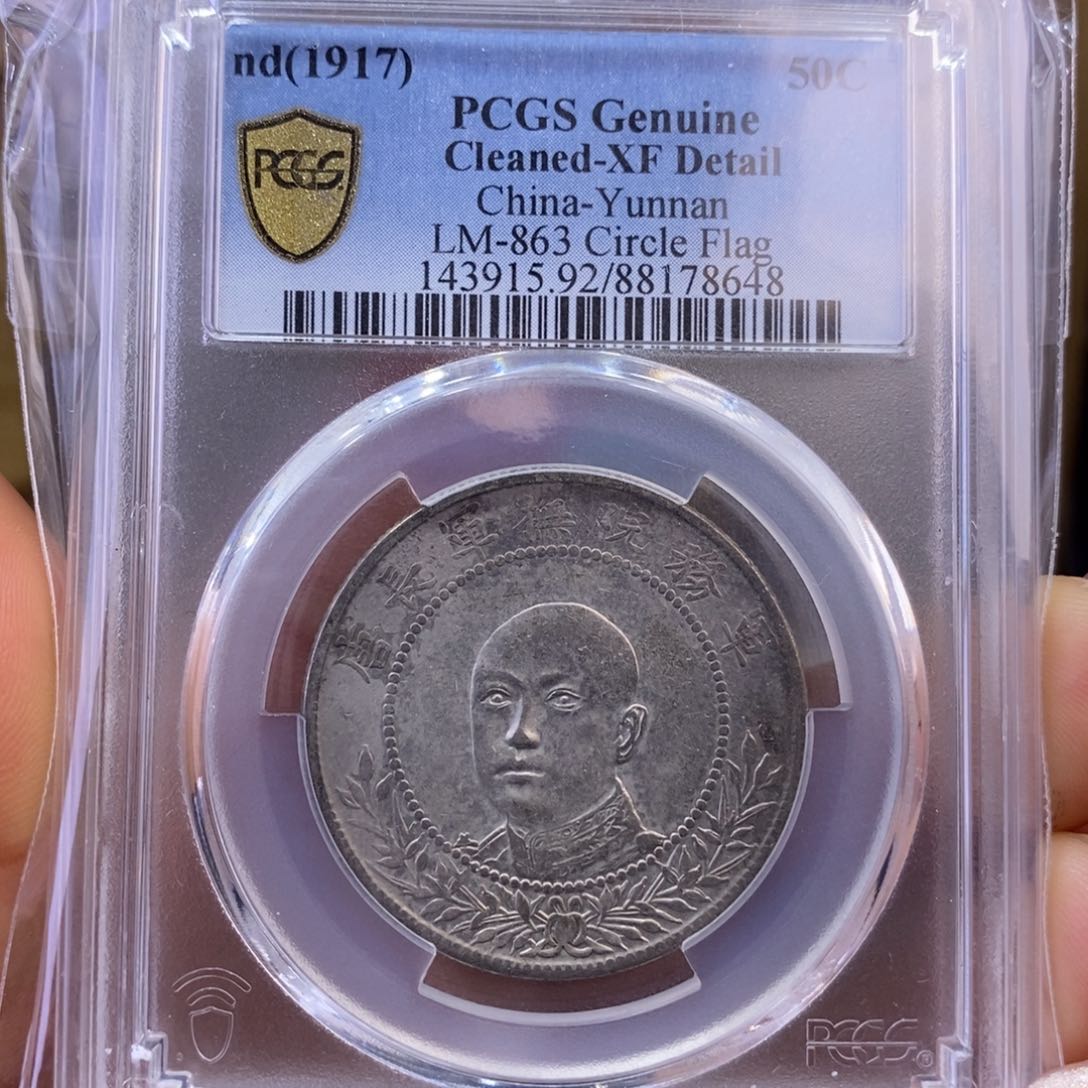 nd(1917) 50C
PCGS Genuine
Cleaned-XF Detail
China-Yunnan
LM-863 Circle Flag
143915.92/88178648
PCGS
軍務院撫軍長唐
PCGS